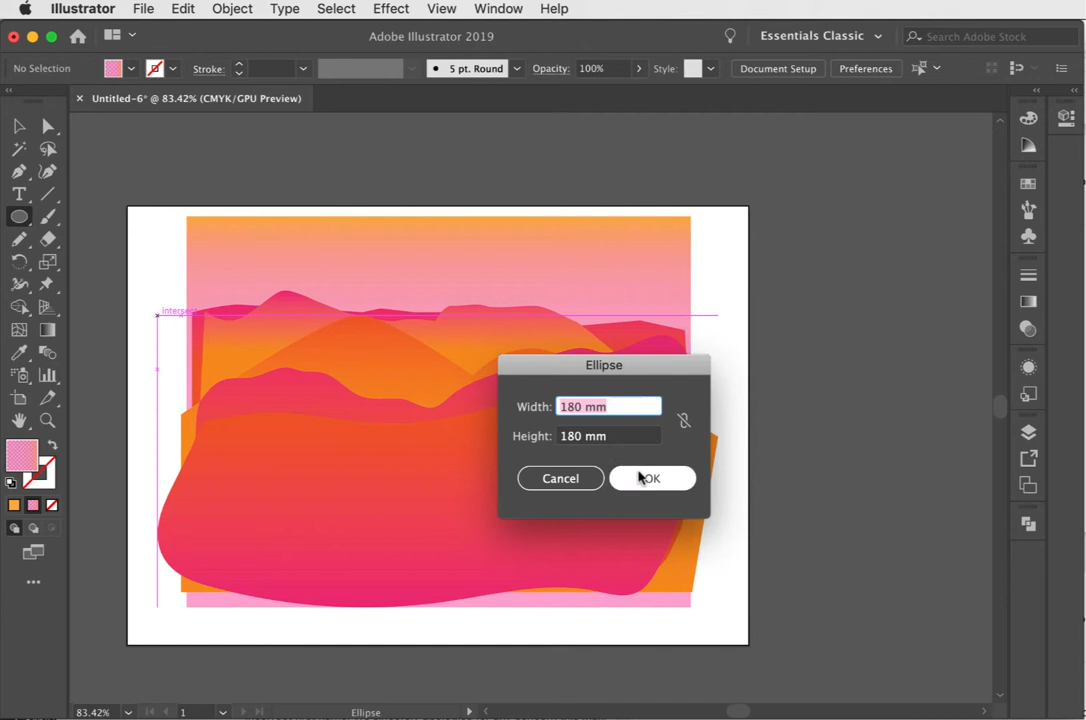 Illustrator File Edit Object Type Select Effect View Window Help
Adobe Illustrator 2019
Essentials Classic
Search Adobe Stock
No Selection
Stroke:
5 pt. Round
Opacity: 100%
Style:
Document Setup
Preferences
Untitled-6* @ 83.42% (CMYK/GPU Preview)
intersect
Ellipse
Width: 180 mm
Height: 180 mm
Cancel
OK
83.42%
1
Ellipse